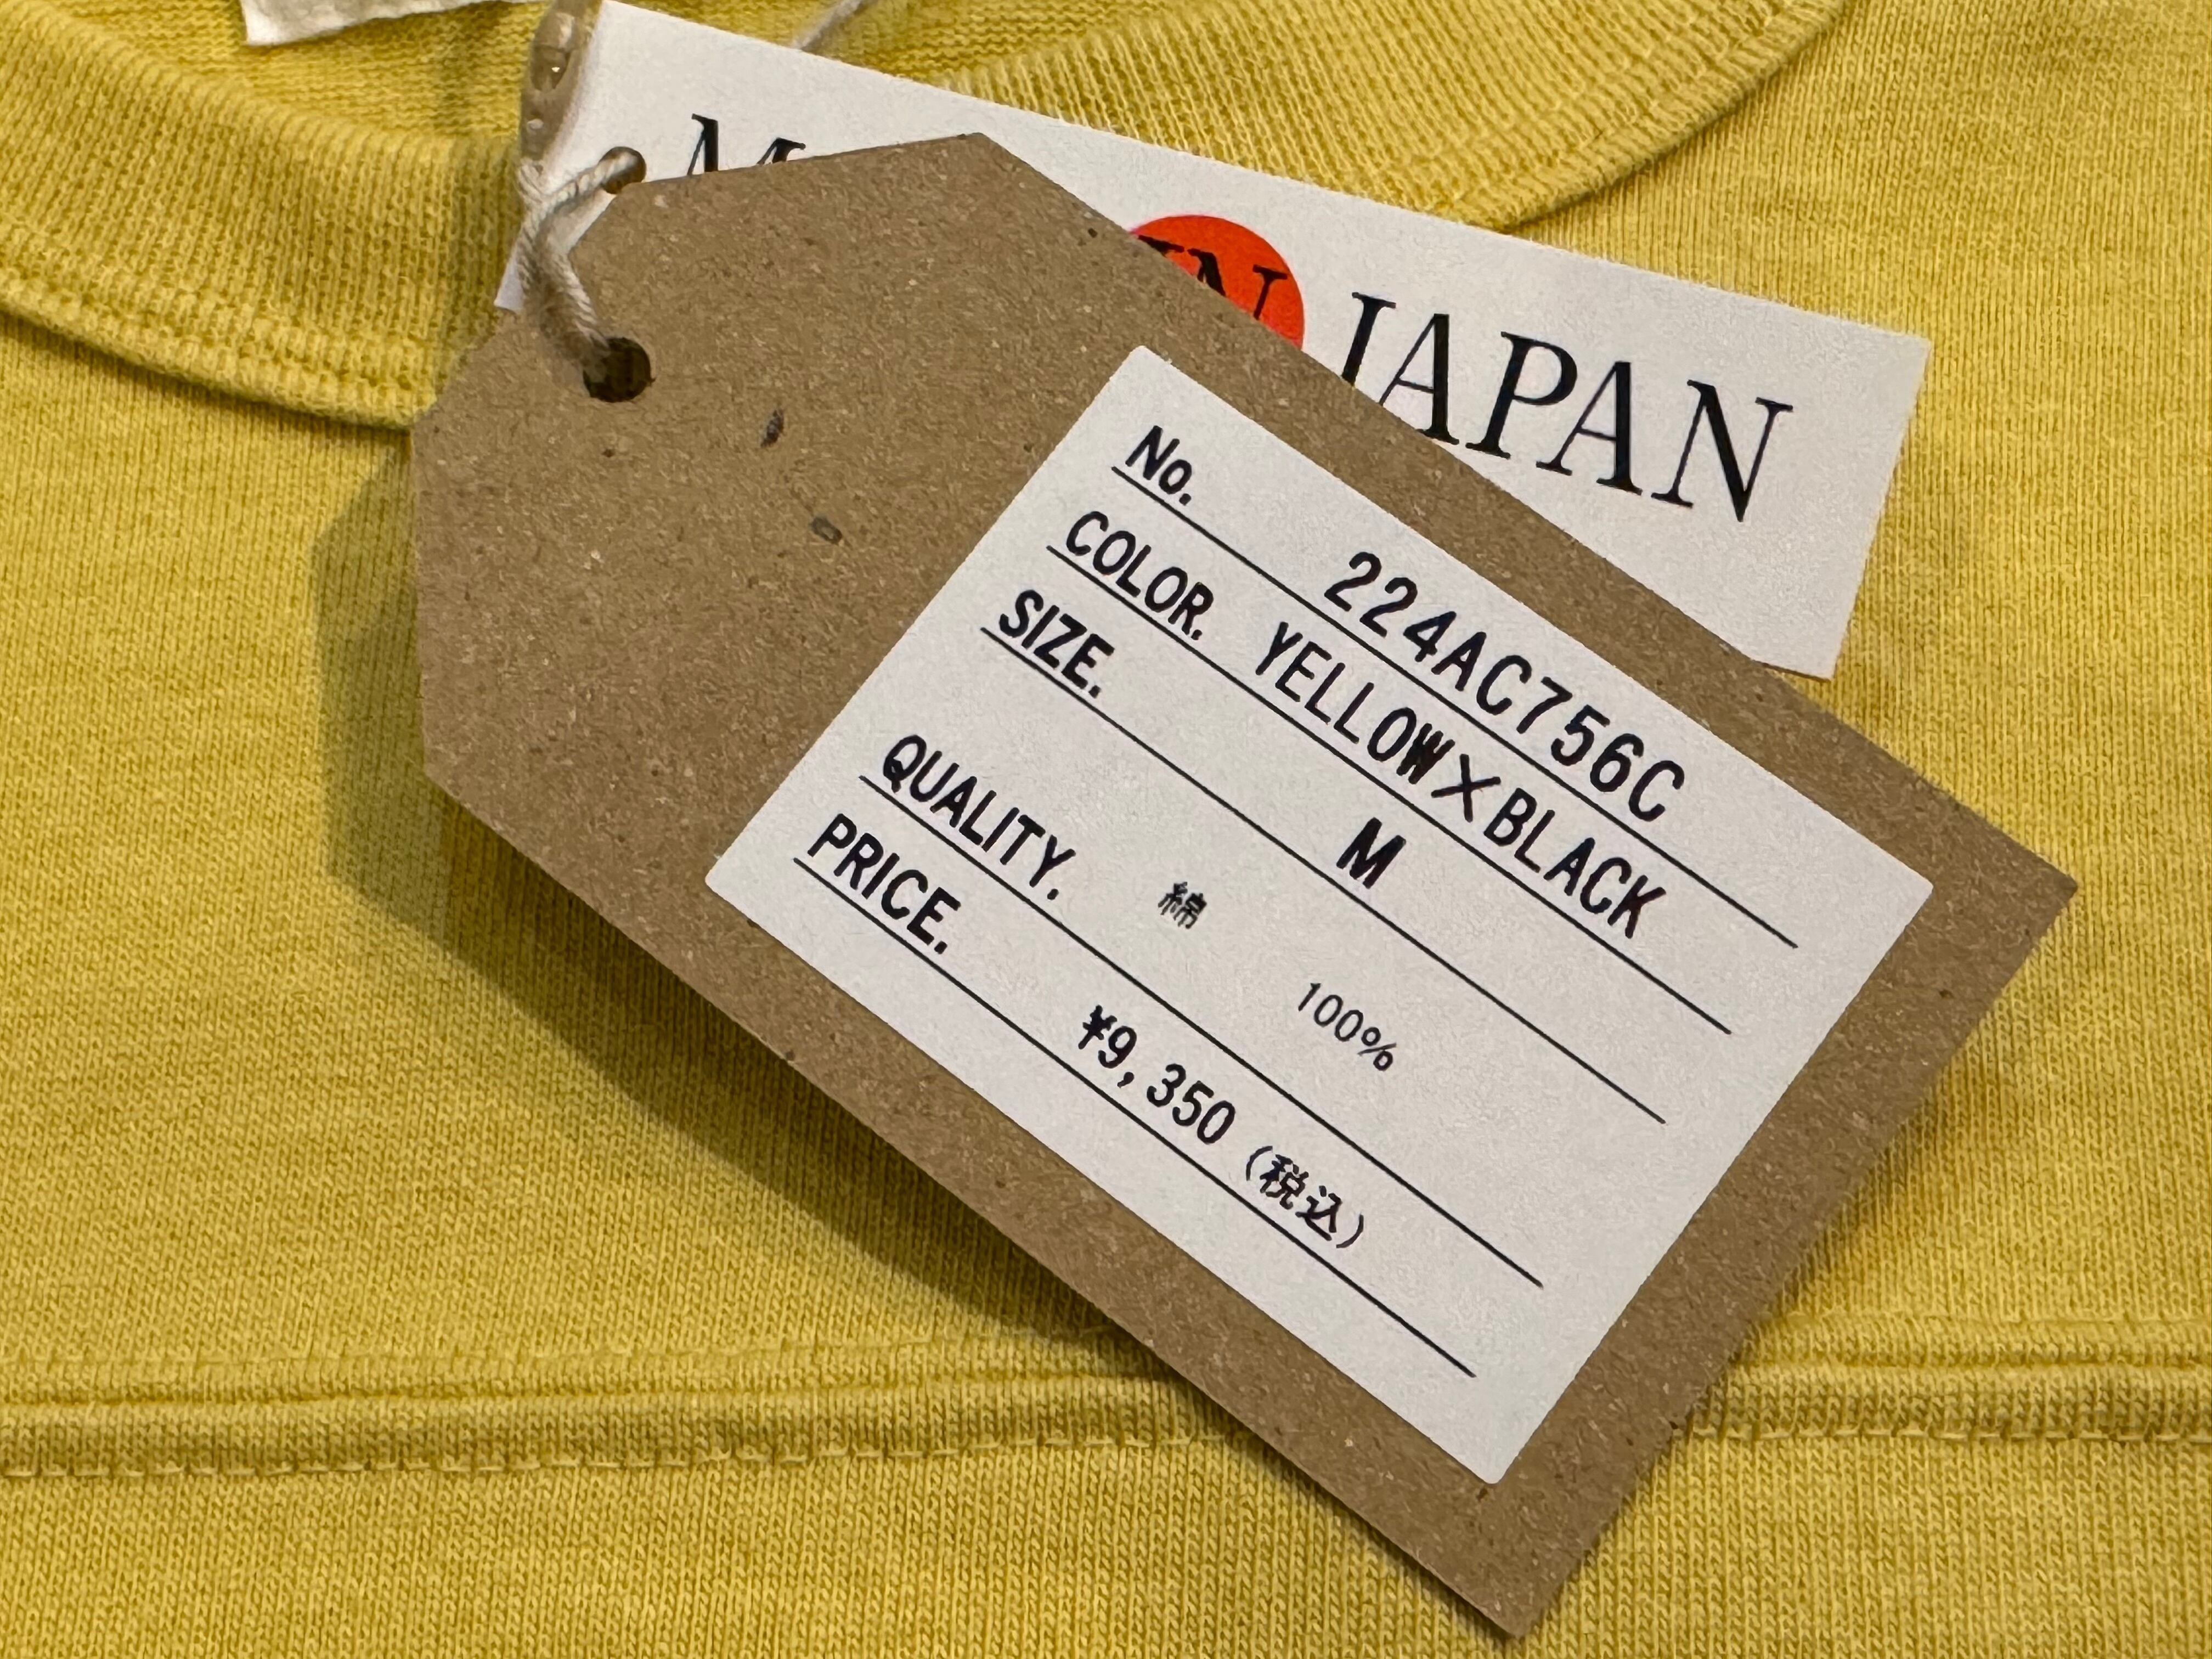 JAPAN
No. 224AC756C
COLOR. YELLOW×BLACK
SIZE. M
QUALITY. 綿 100%
PRICE. ¥9,350 (税込)